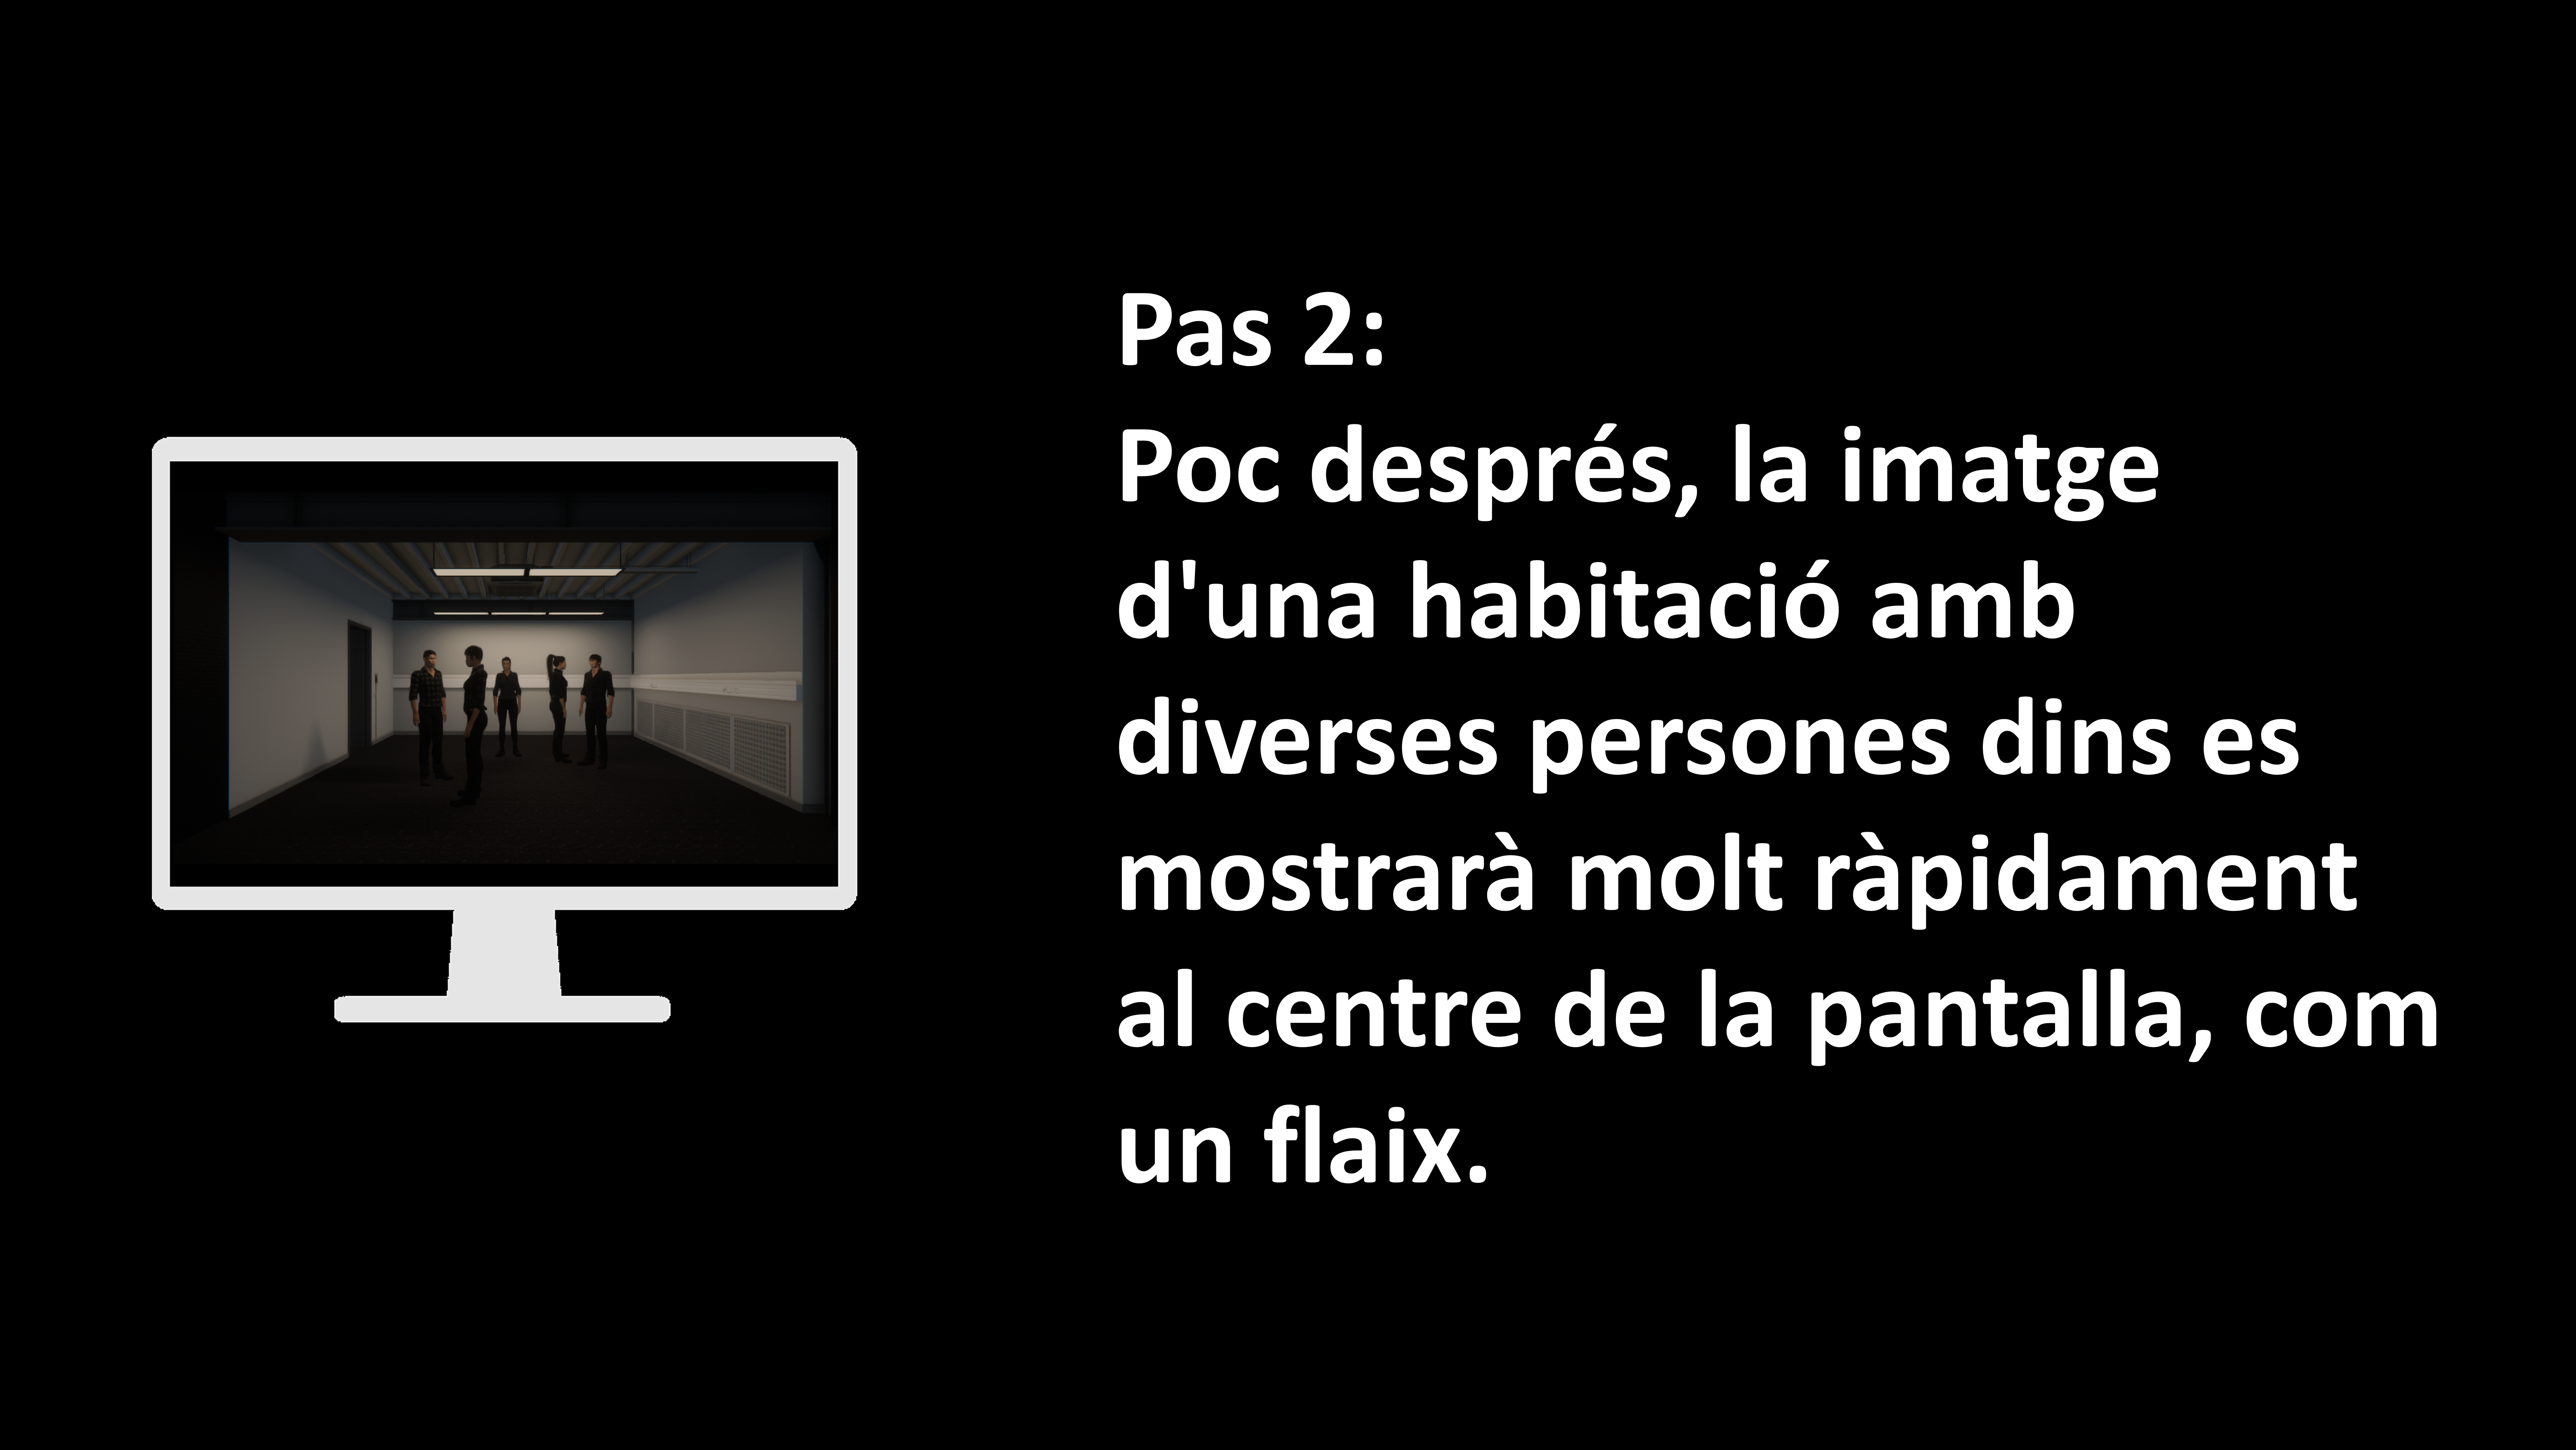 Pas 2:
Poc després, la imatge
d'una habitació amb
diverses persones dins es
mostrarà molt ràpidament
al centre de la pantalla, com
un flaix.